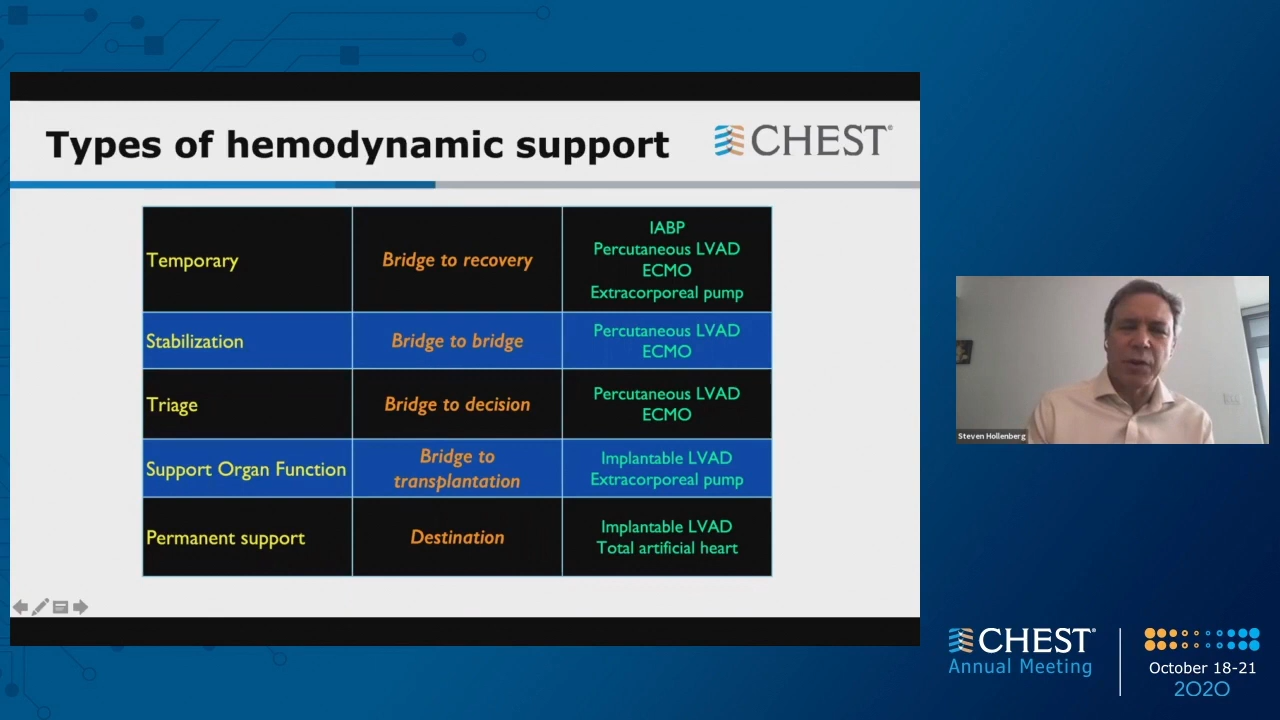 Types of hemodynamic support
CHEST®
Temporary
Bridge to recovery
IABP
Percutaneous LVAD
ECMO
Extracorporeal pump
Stabilization
Bridge to bridge
Percutaneous LVAD
ECMO
Triage
Bridge to decision
Percutaneous LVAD
ECMO
Support Organ Function
Bridge to
transplantation
Implantable LVAD
Extracorporeal pump
Permanent support
Destination
Implantable LVAD
Total artificial heart
Steven Hollenberg
CHEST®
Annual Meeting
October 18-21
2020